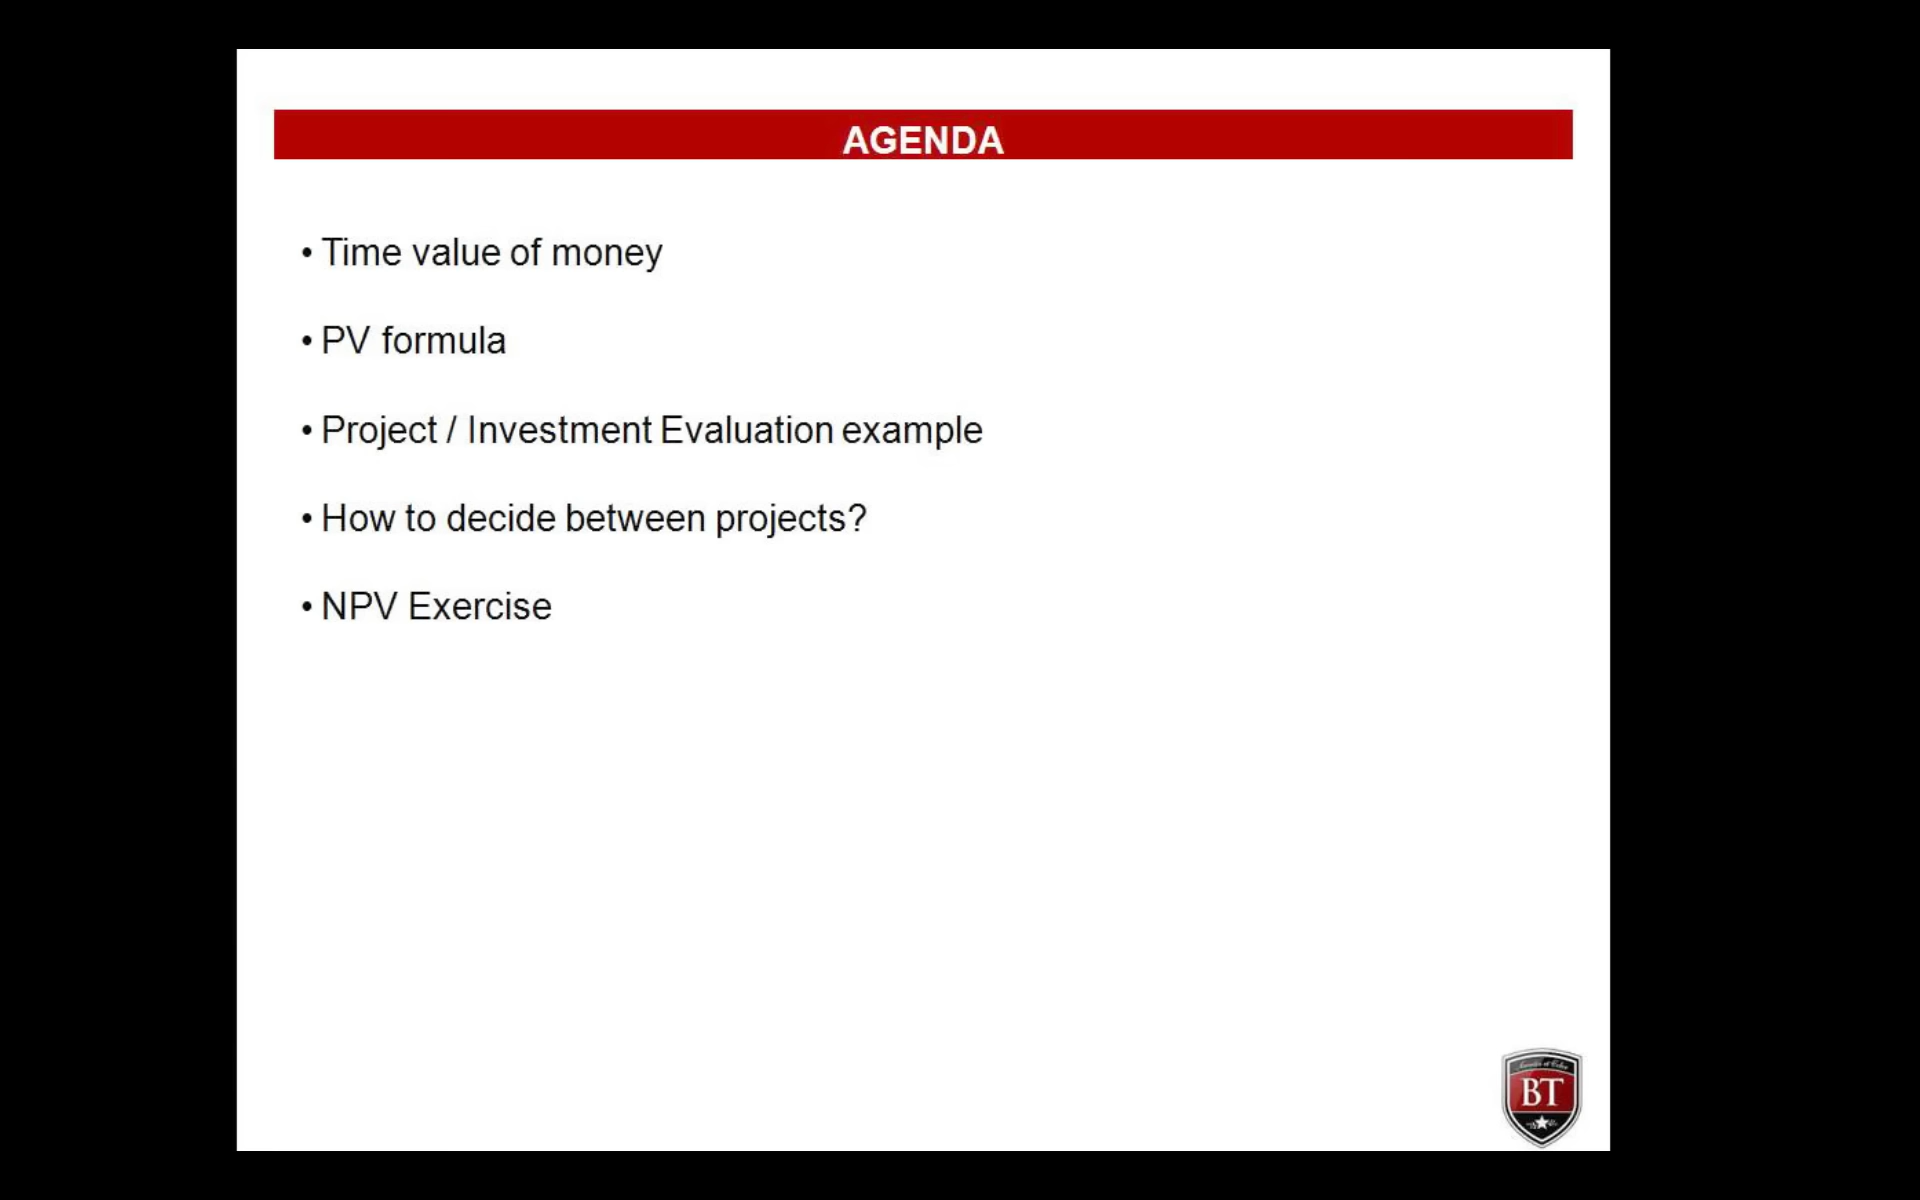 AGENDA
• Time value of money
• PV formula
• Project / Investment Evaluation example
• How to decide between projects?
• NPV Exercise
BT